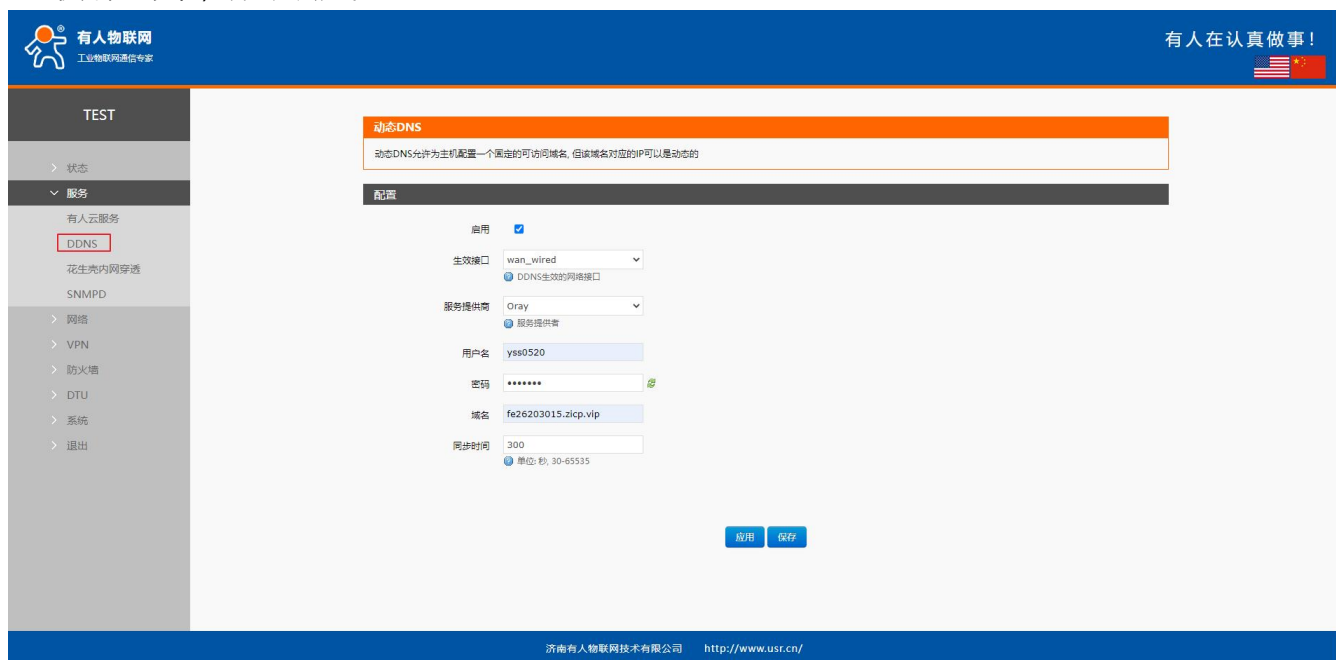 有人物联网
工业物联网通信专家
有人在认真做事！
TEST
状态
服务
有人云服务
DDNS
花生壳内网穿透
SNMPD
网络
VPN
防火墙
DTU
系统
退出
动态DNS
动态DNS允许为主机配置一个固定的可访问域名, 但该域名对应的IP可以是动态的
配置
启用
生效接口 wan_wired
DDNS生效的网络接口
服务提供商 Oray
服务提供者
用户名 yss0520
密码 •••••••
域名 fe26203015.zicp.vip
同步时间 300
单位: 秒, 30-65535
应用 保存
济南有人物联网技术有限公司 http://www.usr.cn/